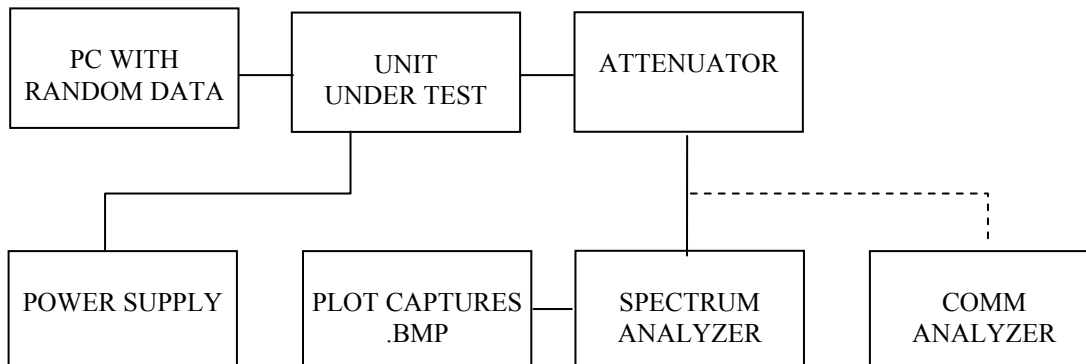 PC WITH
RANDOM DATA
UNIT
UNDER TEST
ATTENUATOR
POWER SUPPLY
PLOT CAPTURES
.BMP
SPECTRUM
ANALYZER
COMM
ANALYZER